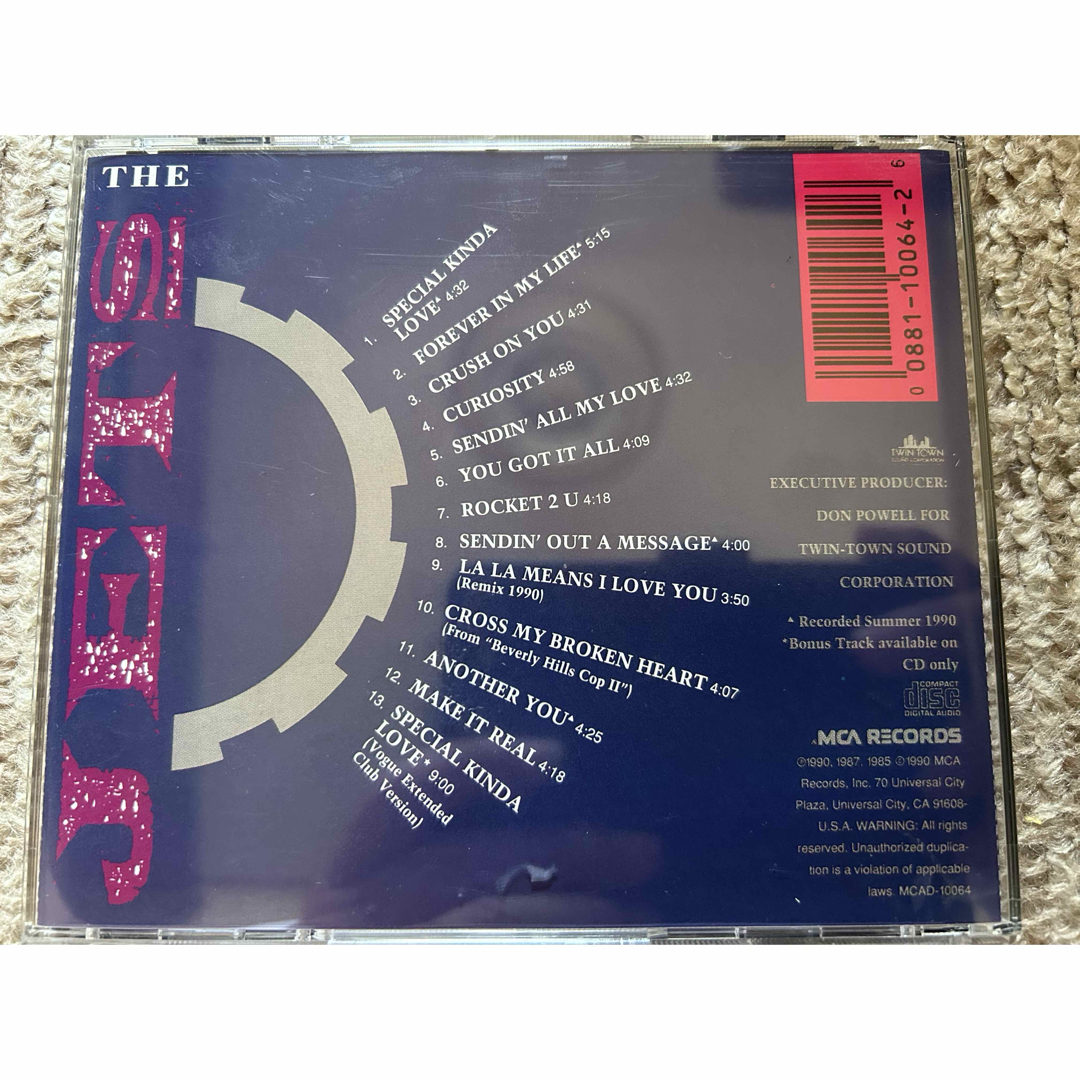 THE
JETS
1. SPECIAL KINDA
LOVE▲ 4:32
2. FOREVER IN MY LIFE▲ 5:15
3. CRUSH ON YOU 4:31
4. CURIOSITY 4:58
5. SENDIN' ALL MY LOVE 4:32
6. YOU GOT IT ALL 4:09
7. ROCKET 2 U 4:18
8. SENDIN' OUT A MESSAGE▲ 4:00
9. LA LA MEANS I LOVE YOU 3:50
(Remix 1990)
10. CROSS MY BROKEN HEART 4:07
(From "Beverly Hills Cop II")
11. ANOTHER YOU▲ 4:25
12. MAKE IT REAL 4:18
13. SPECIAL KINDA
LOVE* 9:00
(Vogue Extended
Club Version)
0 0881-10064-2 6
TWIN·TOWN
SOUND CORPORATION
EXECUTIVE PRODUCER:
DON POWELL FOR
TWIN-TOWN SOUND
CORPORATION
▲ Recorded Summer 1990
*Bonus Track available on
CD only
COMPACT
disc
DIGITAL AUDIO
MCA RECORDS
℗1990, 1987, 1985 ©1990 MCA
Records, Inc. 70 Universal City
Plaza, Universal City, CA 91608-
U.S.A. WARNING: All rights
reserved. Unauthorized duplica-
tion is a violation of applicable
laws. MCAD-10064